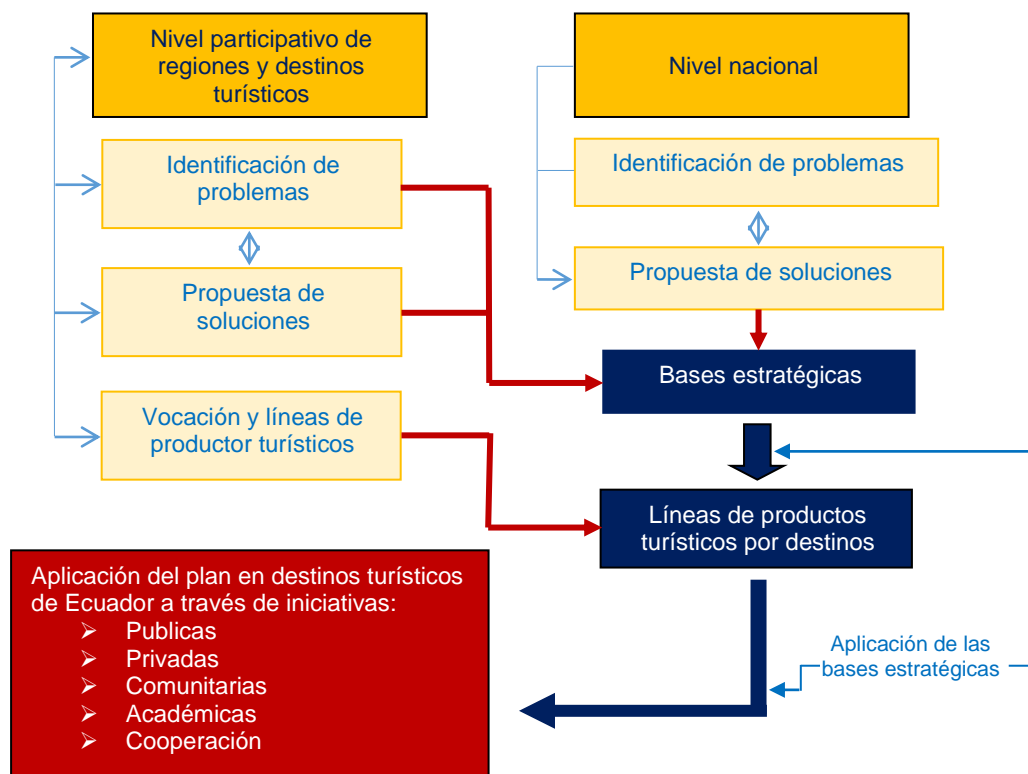 Nivel participativo de
regiones y destinos
turísticos
Identificación de
problemas
Propuesta de
soluciones
Vocación y líneas de
productor turísticos
Nivel nacional
Identificación de problemas
Propuesta de soluciones
Bases estratégicas
Líneas de productos
turísticos por destinos
Aplicación de las
bases estratégicas
Aplicación del plan en destinos turísticos
de Ecuador a través de iniciativas:
➢ Publicas
➢ Privadas
➢ Comunitarias
➢ Académicas
➢ Cooperación